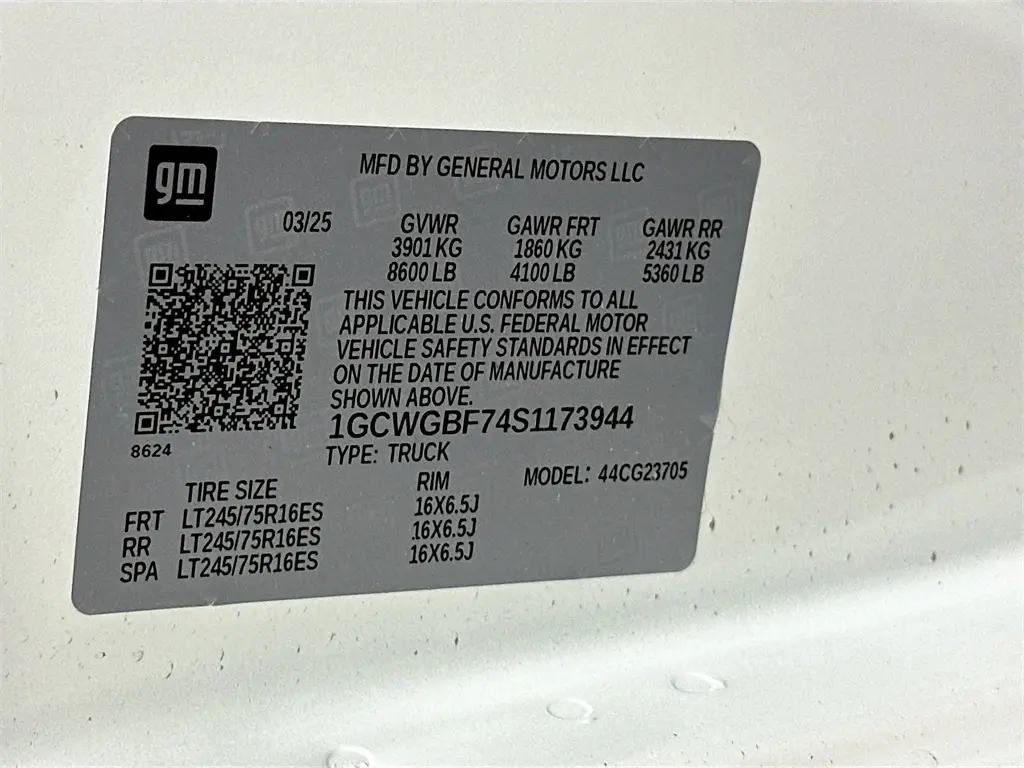 gm
MFD BY GENERAL MOTORS LLC
03/25 GVWR GAWR FRT GAWR RR
3901 KG 1860 KG 2431 KG
8600 LB 4100 LB 5360 LB
THIS VEHICLE CONFORMS TO ALL
APPLICABLE U.S. FEDERAL MOTOR
VEHICLE SAFETY STANDARDS IN EFFECT
ON THE DATE OF MANUFACTURE
SHOWN ABOVE.
1GCWGBF74S1173944
8624
TYPE: TRUCK
MODEL: 44CG23705
TIRE SIZE RIM
FRT LT245/75R16ES 16X6.5J
RR LT245/75R16ES 16X6.5J
SPA LT245/75R16ES 16X6.5J